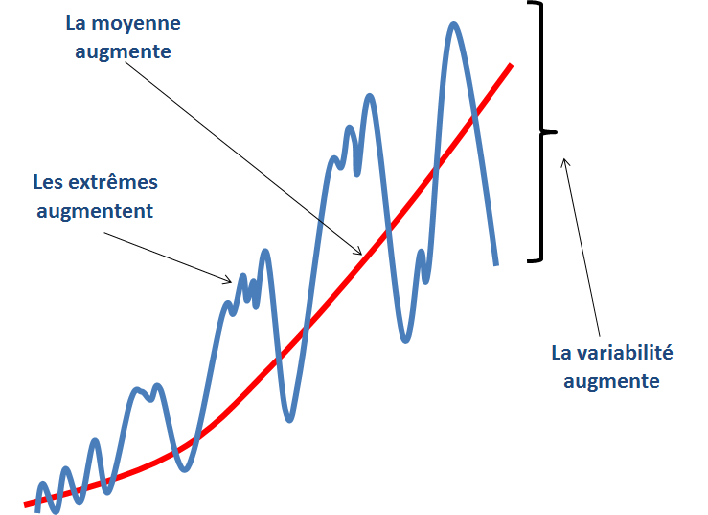 La moyenne
augmente
Les extrêmes
augmentent
La variabilité
augmente